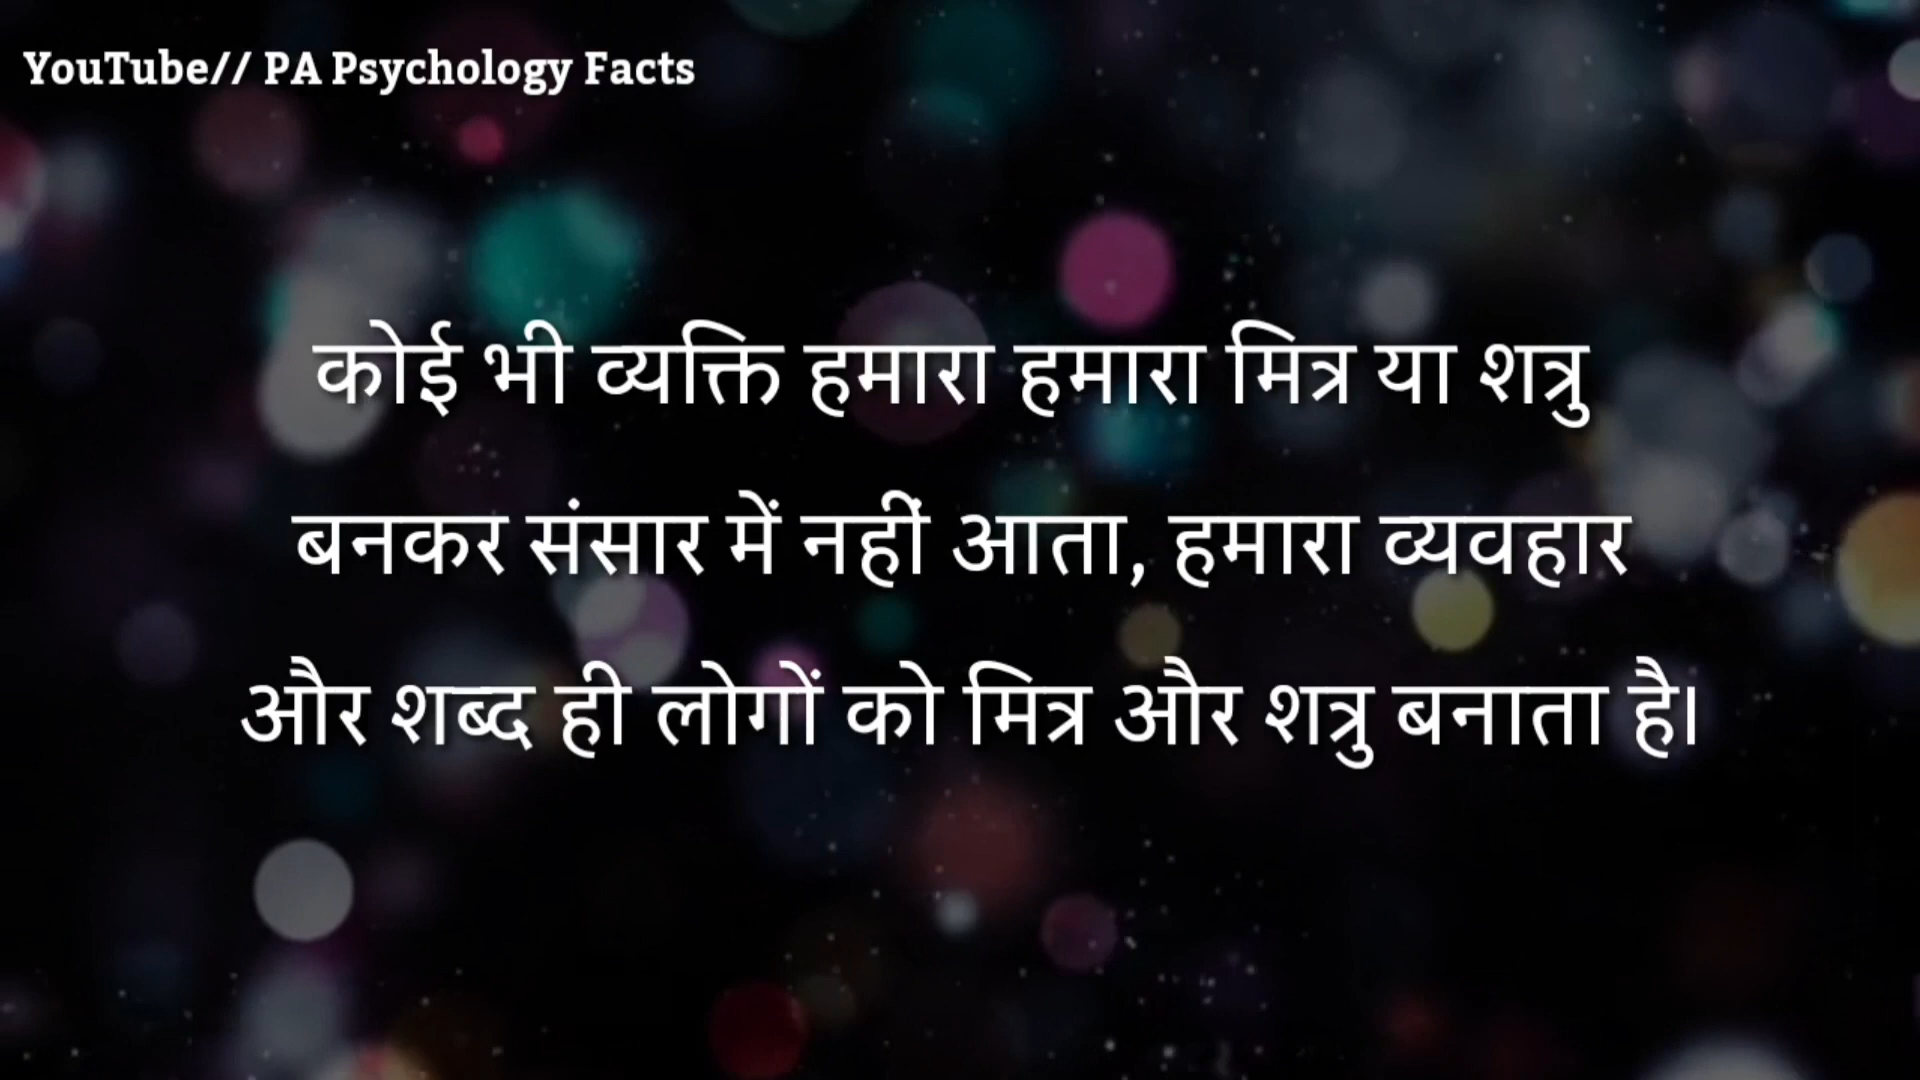 YouTube// PA Psychology Facts
कोई भी व्यक्ति हमारा हमारा मित्र या शत्रु
बनकर संसार में नहीं आता, हमारा व्यवहार
और शब्द ही लोगों को मित्र और शत्रु बनाता है।